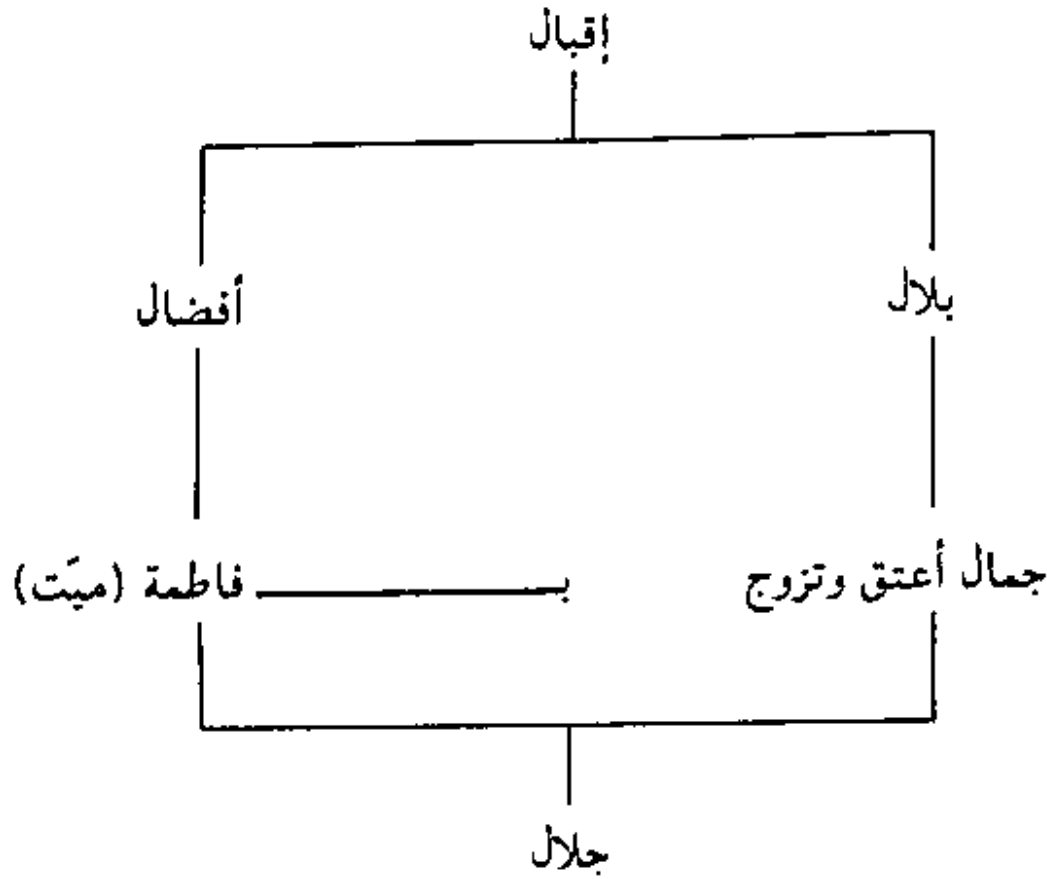 إقبال
بلال
أفضال
جمال أعتق وتزوج بـ فاطمة (ميَت)
جلال